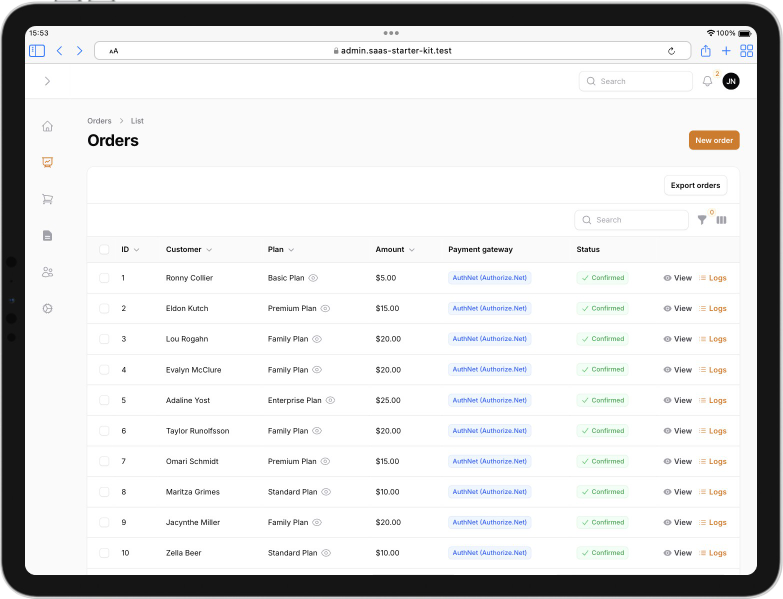 15:53
100%
AA
admin.saas-starter-kit.test
Search
2
JN
Orders > List
Orders
New order
Export orders
Search
0
ID Customer Plan Amount Payment gateway Status
1 Ronny Collier Basic Plan $5.00 AuthNet (Authorize.Net) Confirmed View Logs
2 Eldon Kutch Premium Plan $15.00 AuthNet (Authorize.Net) Confirmed View Logs
3 Lou Rogahn Family Plan $20.00 AuthNet (Authorize.Net) Confirmed View Logs
4 Evalyn McClure Family Plan $20.00 AuthNet (Authorize.Net) Confirmed View Logs
5 Adaline Yost Enterprise Plan $25.00 AuthNet (Authorize.Net) Confirmed View Logs
6 Taylor Runolfsson Family Plan $20.00 AuthNet (Authorize.Net) Confirmed View Logs
7 Omari Schmidt Premium Plan $15.00 AuthNet (Authorize.Net) Confirmed View Logs
8 Maritza Grimes Standard Plan $10.00 AuthNet (Authorize.Net) Confirmed View Logs
9 Jacynthe Miller Family Plan $20.00 AuthNet (Authorize.Net) Confirmed View Logs
10 Zella Beer Standard Plan $10.00 AuthNet (Authorize.Net) Confirmed View Logs